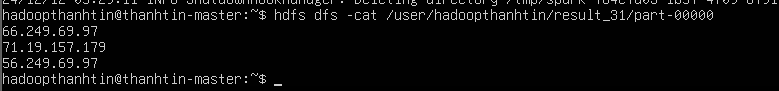 hadoopthanhtin@thanhtin-master:~$ hdfs dfs -cat /user/hadoopthanhtin/result_31/part-00000
66.249.69.97
71.19.157.179
56.249.69.97
hadoopthanhtin@thanhtin-master:~$ _